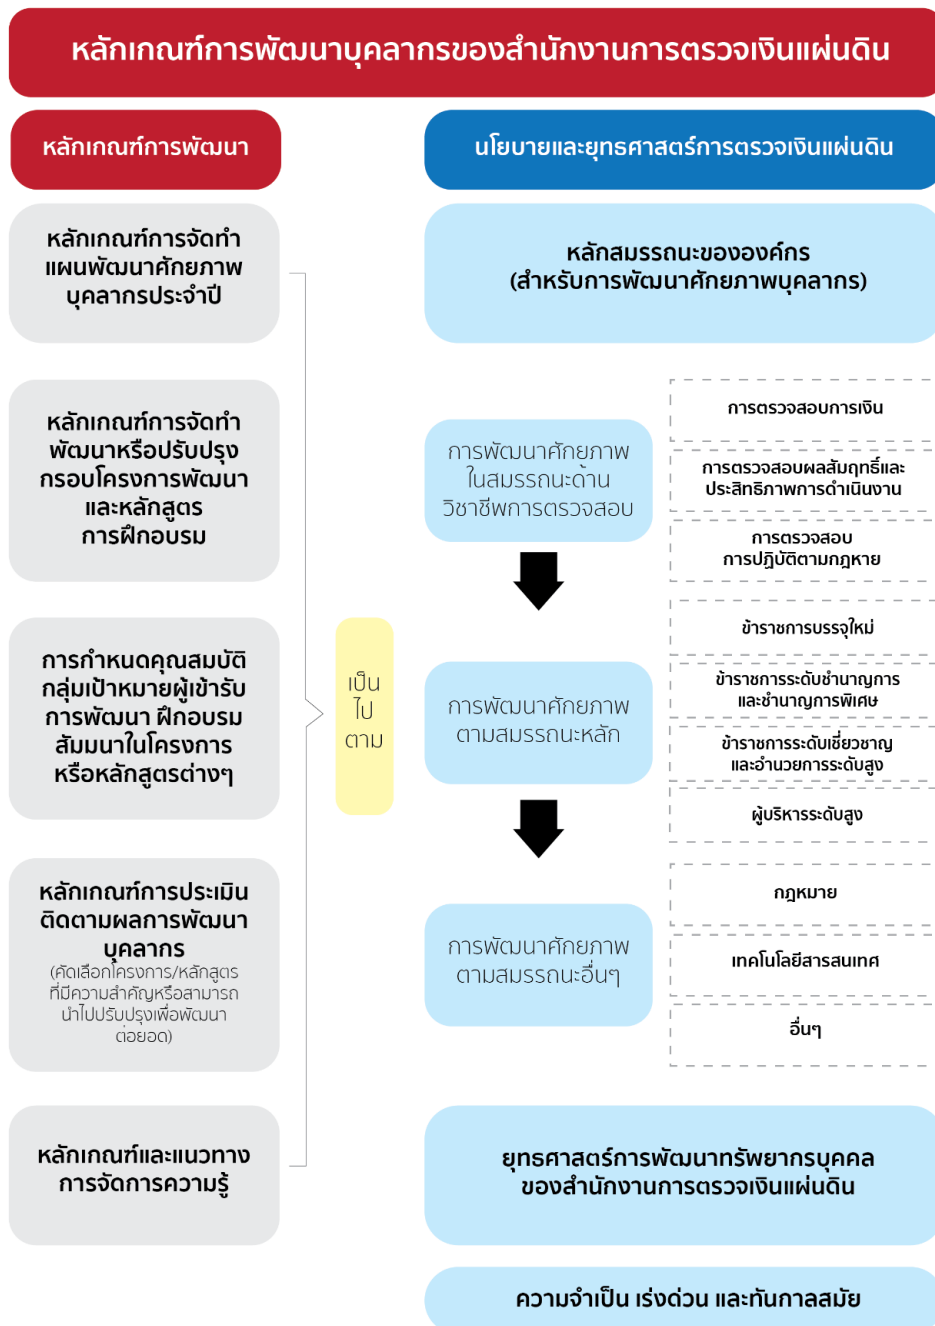 หลักเกณฑ์การพัฒนาบุคลากรของสำนักงานการตรวจเงินแผ่นดิน
หลักเกณฑ์การพัฒนา
หลักเกณฑ์การจัดทำ
แผนพัฒนาศักยภาพ
บุคลากรประจำปี
หลักเกณฑ์การจัดทำ
พัฒนาหรือปรับปรุง
กรอบโครงการพัฒนา
และหลักสูตร
การฝึกอบรม
การกำหนดคุณสมบัติ
กลุ่มเป้าหมายผู้เข้ารับ
การพัฒนา ฝึกอบรม
สัมมนาในโครงการ
หรือหลักสูตรต่างๆ
หลักเกณฑ์การประเมิน
ติดตามผลการพัฒนา
บุคลากร
(คัดเลือกโครงการ/หลักสูตร
ที่มีความสำคัญหรือสามารถ
นำไปปรับปรุงเพื่อพัฒนา
ต่อยอด)
หลักเกณฑ์และแนวทาง
การจัดการความรู้
เป็น
ไป
ตาม
นโยบายและยุทธศาสตร์การตรวจเงินแผ่นดิน
หลักสมรรถนะขององค์กร
(สำหรับการพัฒนาศักยภาพบุคลากร)
การพัฒนาศักยภาพ
ในสมรรถนะด้าน
วิชาชีพการตรวจสอบ
การตรวจสอบการเงิน
การตรวจสอบผลสัมฤทธิ์และ
ประสิทธิภาพการดำเนินงาน
การตรวจสอบ
การปฏิบัติตามกฎหาย
การพัฒนาศักยภาพ
ตามสมรรถนะหลัก
ข้าราชการบรรจุใหม่
ข้าราชการระดับชำนาญการ
และชำนาญการพิเศษ
ข้าราชการระดับเชี่ยวชาญ
และอำนวยการระดับสูง
ผู้บริหารระดับสูง
การพัฒนาศักยภาพ
ตามสมรรถนะอื่นๆ
กฎหมาย
เทคโนโลยีสารสนเทศ
อื่นๆ
ยุทธศาสตร์การพัฒนาทรัพยากรบุคคล
ของสำนักงานการตรวจเงินแผ่นดิน
ความจำเป็น เร่งด่วน และทันกาลสมัย